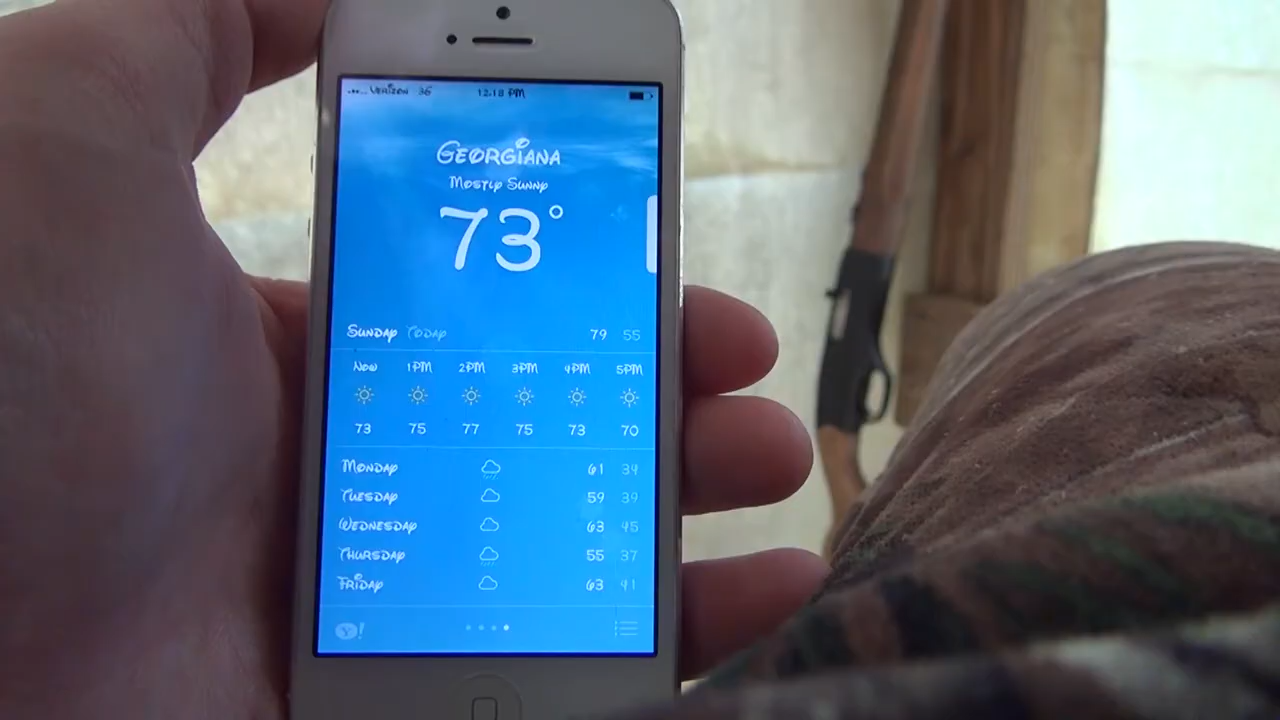 Verizon 3G 12:18 PM
Georgiana
Mostly Sunny
73°
Sunday Today 79 55
Now 1PM 2PM 3PM 4PM 5PM
73 75 77 75 73 70
Monday 61 34
Tuesday 59 39
Wednesday 63 45
Thursday 55 37
Friday 63 41
Y!